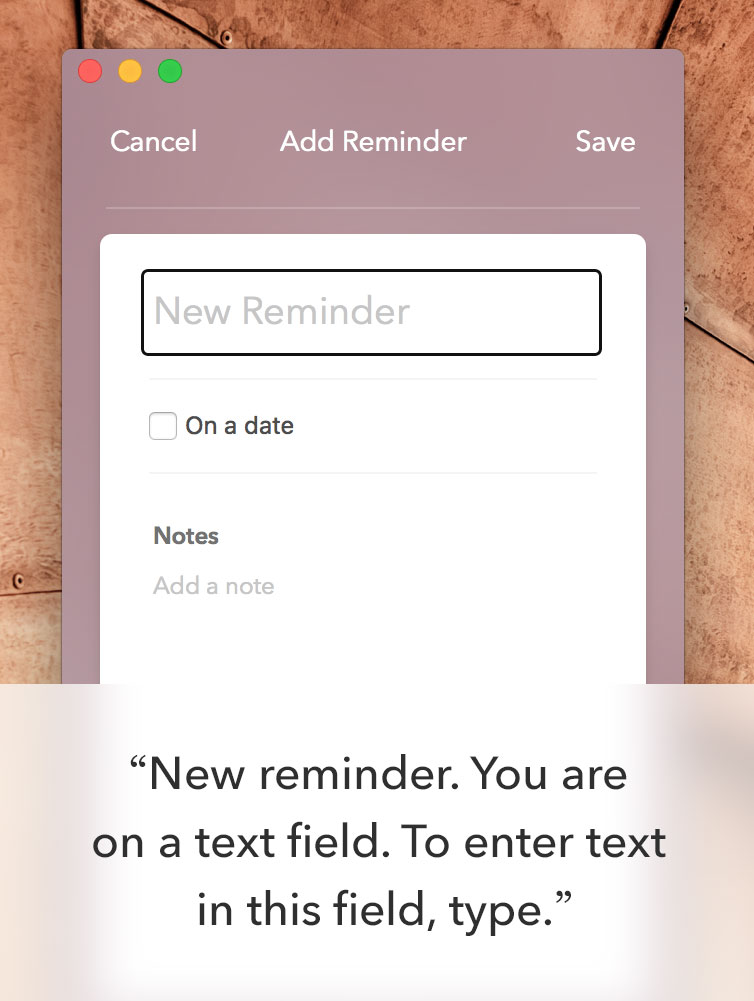 Cancel Add Reminder Save
New Reminder
On a date
Notes
Add a note
“New reminder. You are
on a text field. To enter text
in this field, type.”